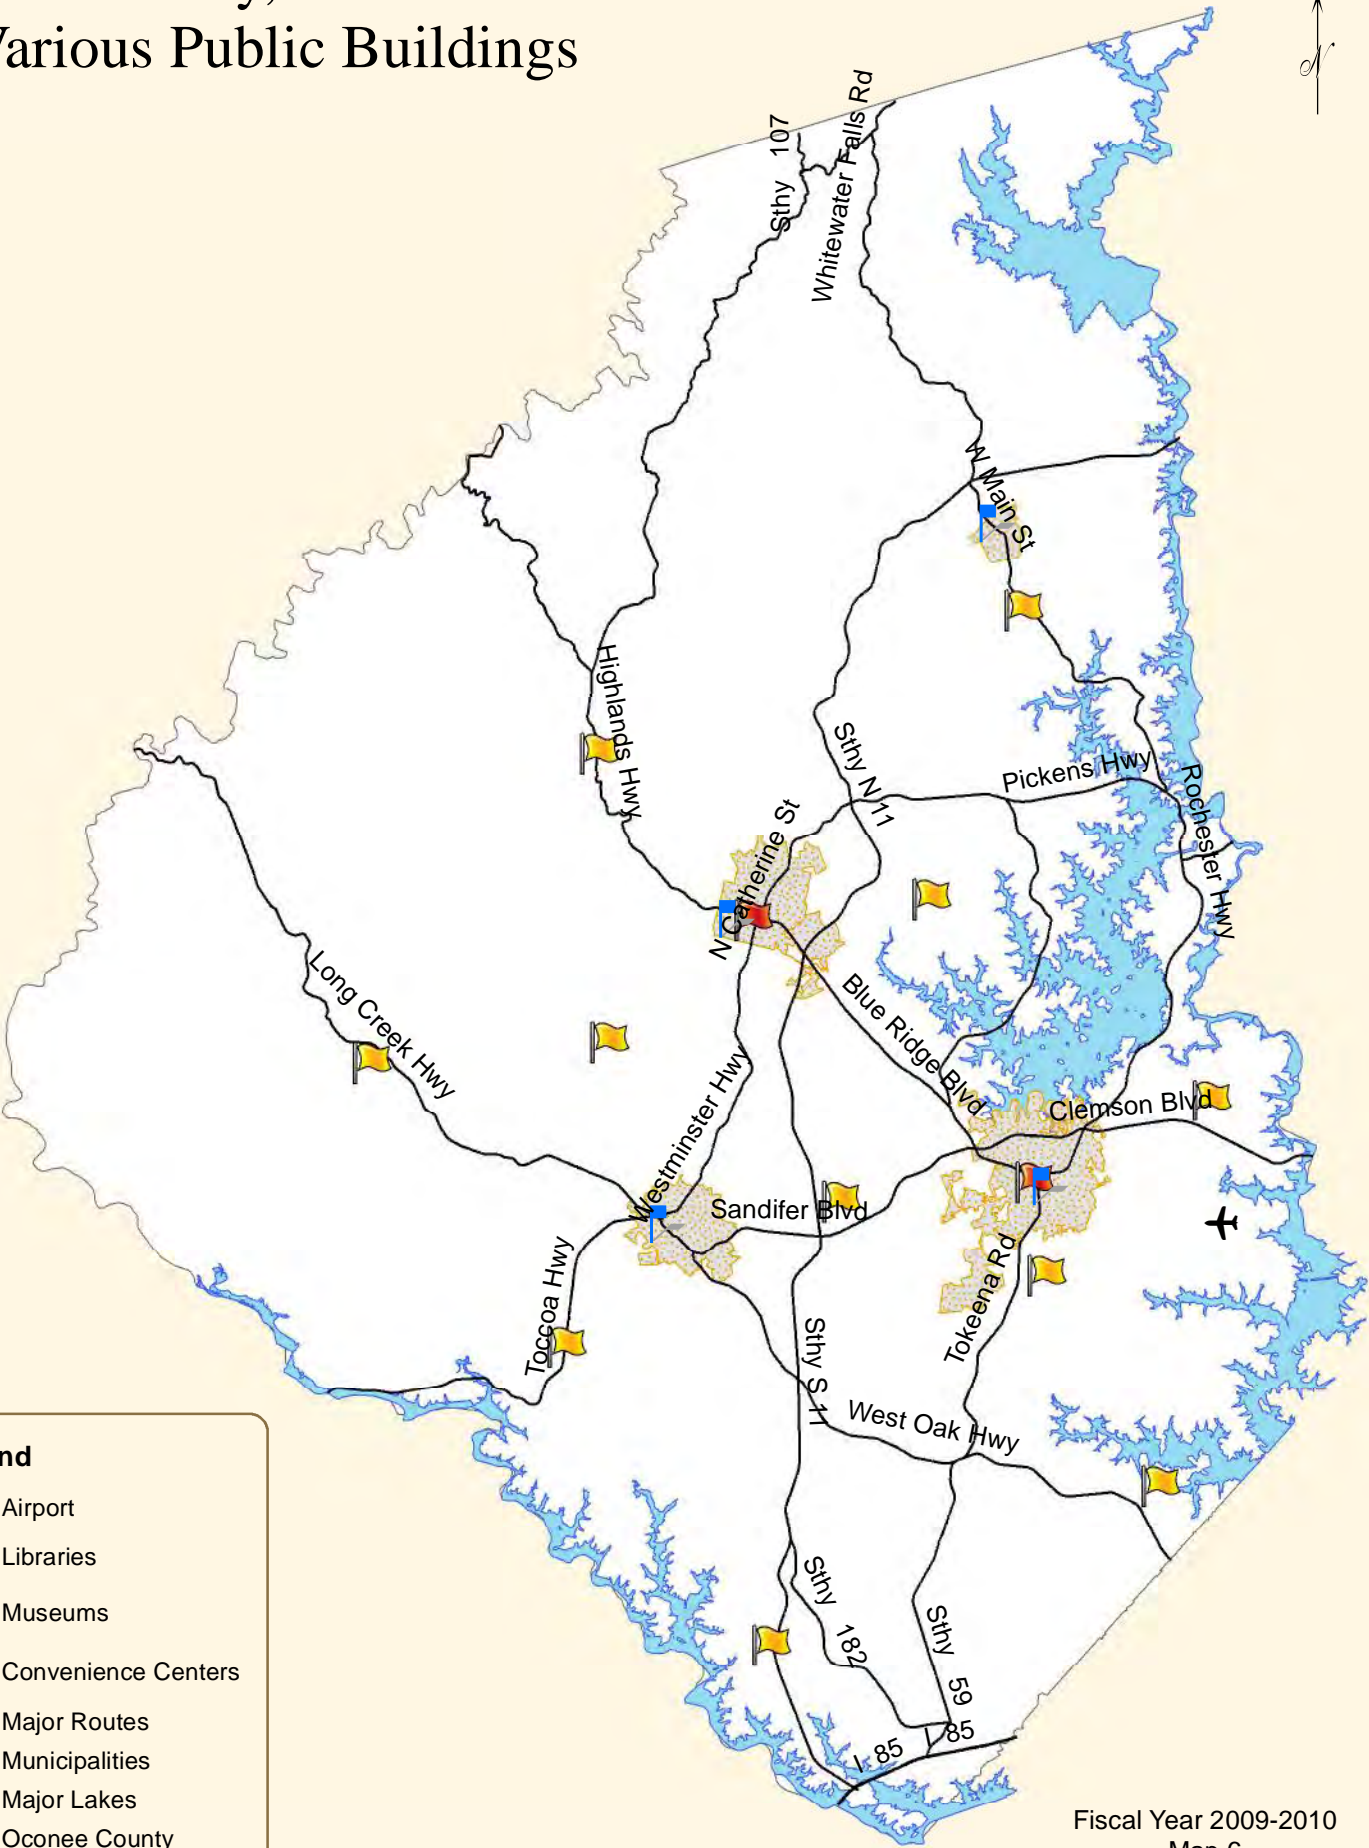 Various Public Buildings
N
Sthy 107
Whitewater Falls Rd
W Main St
Highlands Hwy
Sthy N 11
Pickens Hwy
Rochester Hwy
N Catherine St
Long Creek Hwy
Blue Ridge Blvd
Westminster Hwy
Clemson Blvd
Sandifer Blvd
Toccoa Hwy
Tokeena Rd
Sthy S 11
West Oak Hwy
Sthy 182
Sthy 59
I 85
I 85
nd
Airport
Libraries
Museums
Convenience Centers
Major Routes
Municipalities
Major Lakes
Oconee County
Fiscal Year 2009-2010
Map 6